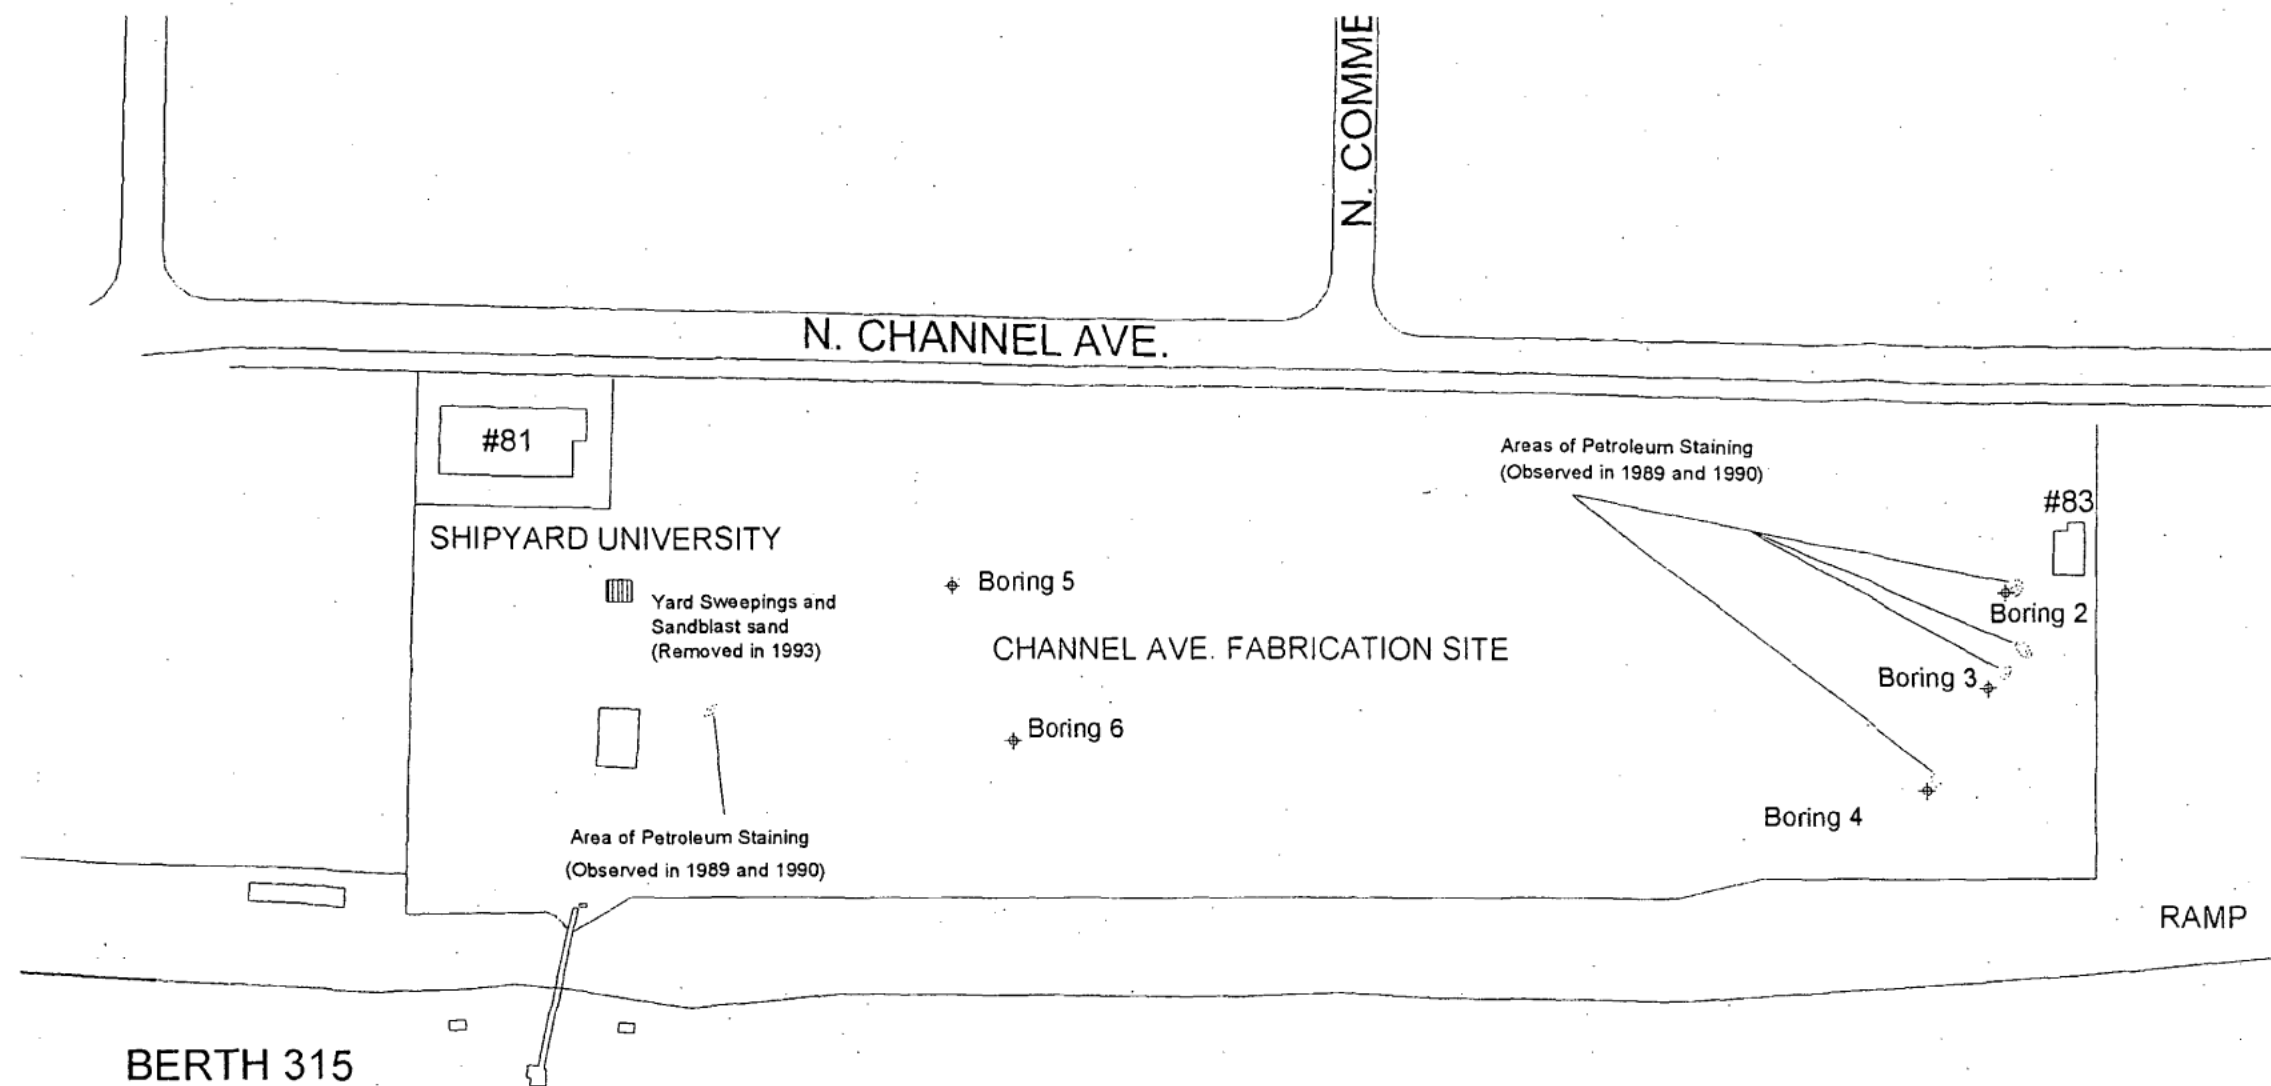 N. COMME
N. CHANNEL AVE.
#81
Areas of Petroleum Staining
(Observed in 1989 and 1990)
#83
SHIPYARD UNIVERSITY
Boring 5
Yard Sweepings and
Sandblast sand
(Removed in 1993)
Boring 2
CHANNEL AVE. FABRICATION SITE
Boring 3
Boring 6
Boring 4
Area of Petroleum Staining
(Observed in 1989 and 1990)
RAMP
BERTH 315